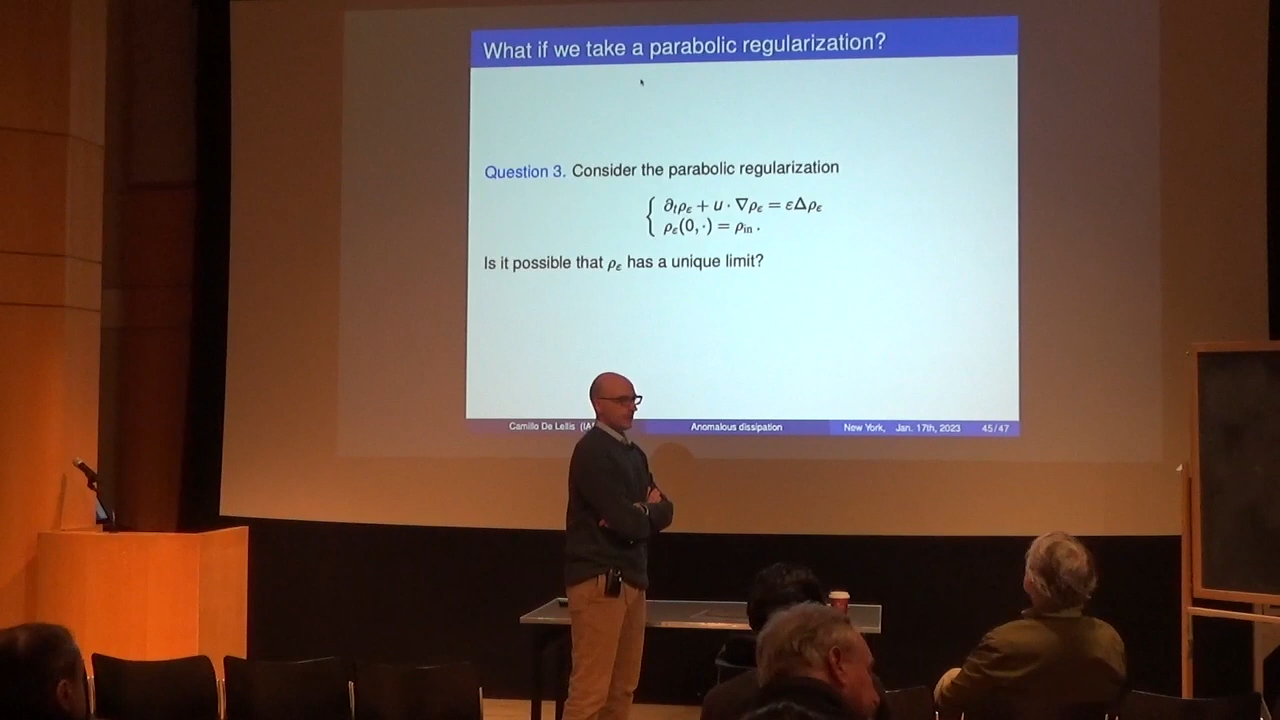 What if we take a parabolic regularization?
Question 3. Consider the parabolic regularization
∂ₜρ_ε + u · ∇ρ_ε = εΔρ_ε
ρ_ε(0, ·) = ρ_in .
Is it possible that ρ_ε has a unique limit?
Camillo De Lellis (IA Anomalous dissipation New York, Jan. 17th, 2023 45/47